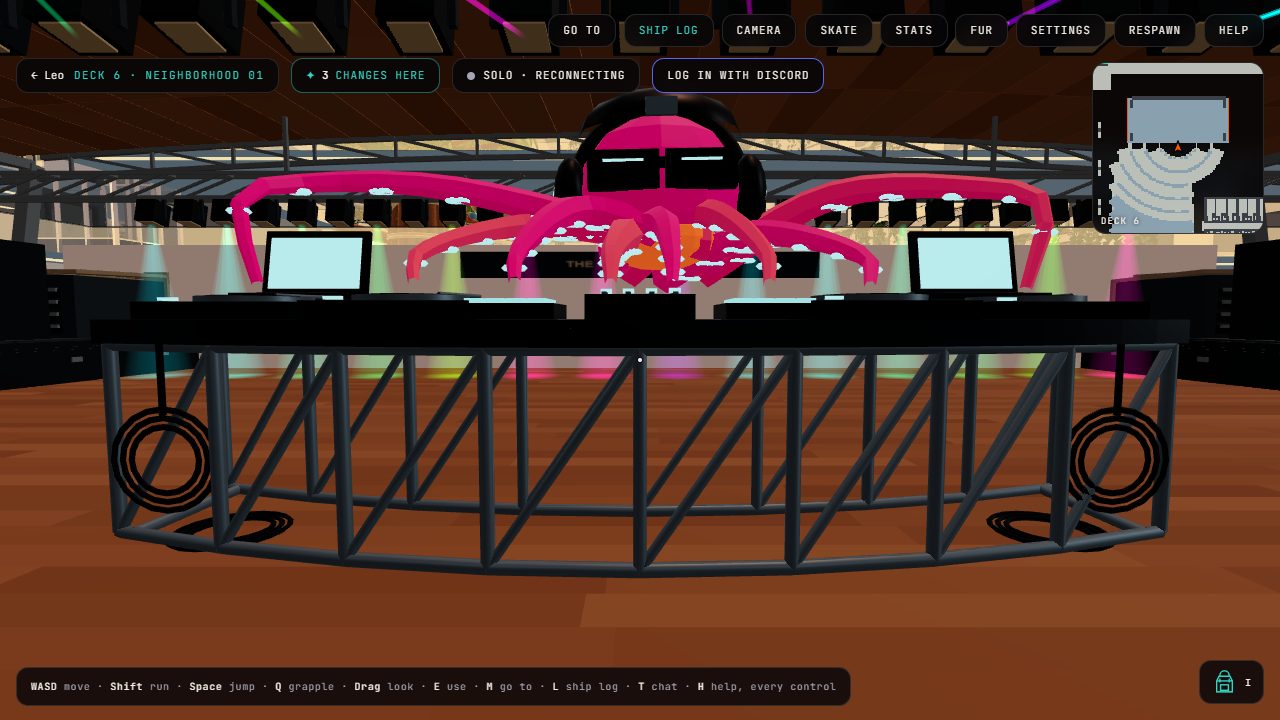 GO TO
SHIP LOG
CAMERA
SKATE
STATS
FUR
SETTINGS
RESPAWN
HELP
← Leo DECK 6 · NEIGHBORHOOD 01
✦ 3 CHANGES HERE
● SOLO · RECONNECTING
LOG IN WITH DISCORD
DECK 6
THE
WASD move · Shift run · Space jump · Q grapple · Drag look · E use · M go to · L ship log · T chat · H help, every control
I